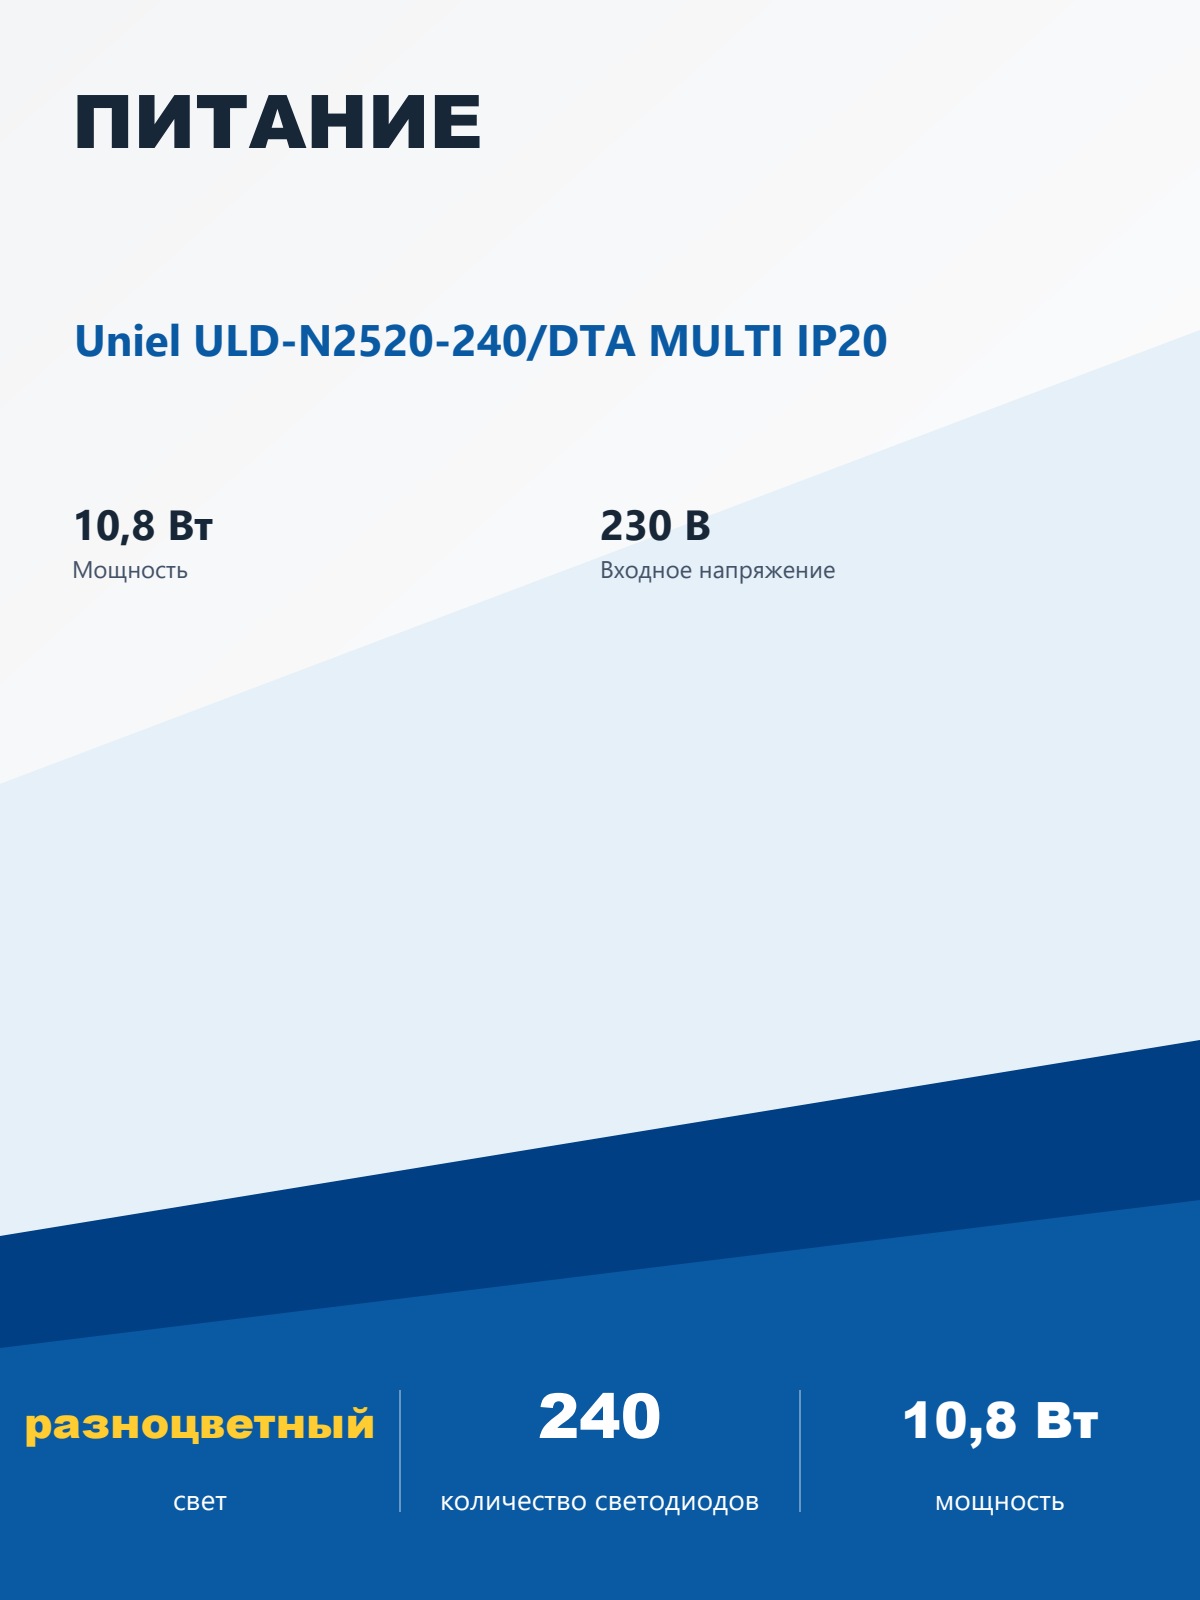 ПИТАНИЕ
Uniel ULD-N2520-240/DTA MULTI IP20
10,8 Вт
Мощность
230 В
Входное напряжение
разноцветный
свет
240
количество светодиодов
10,8 Вт
мощность